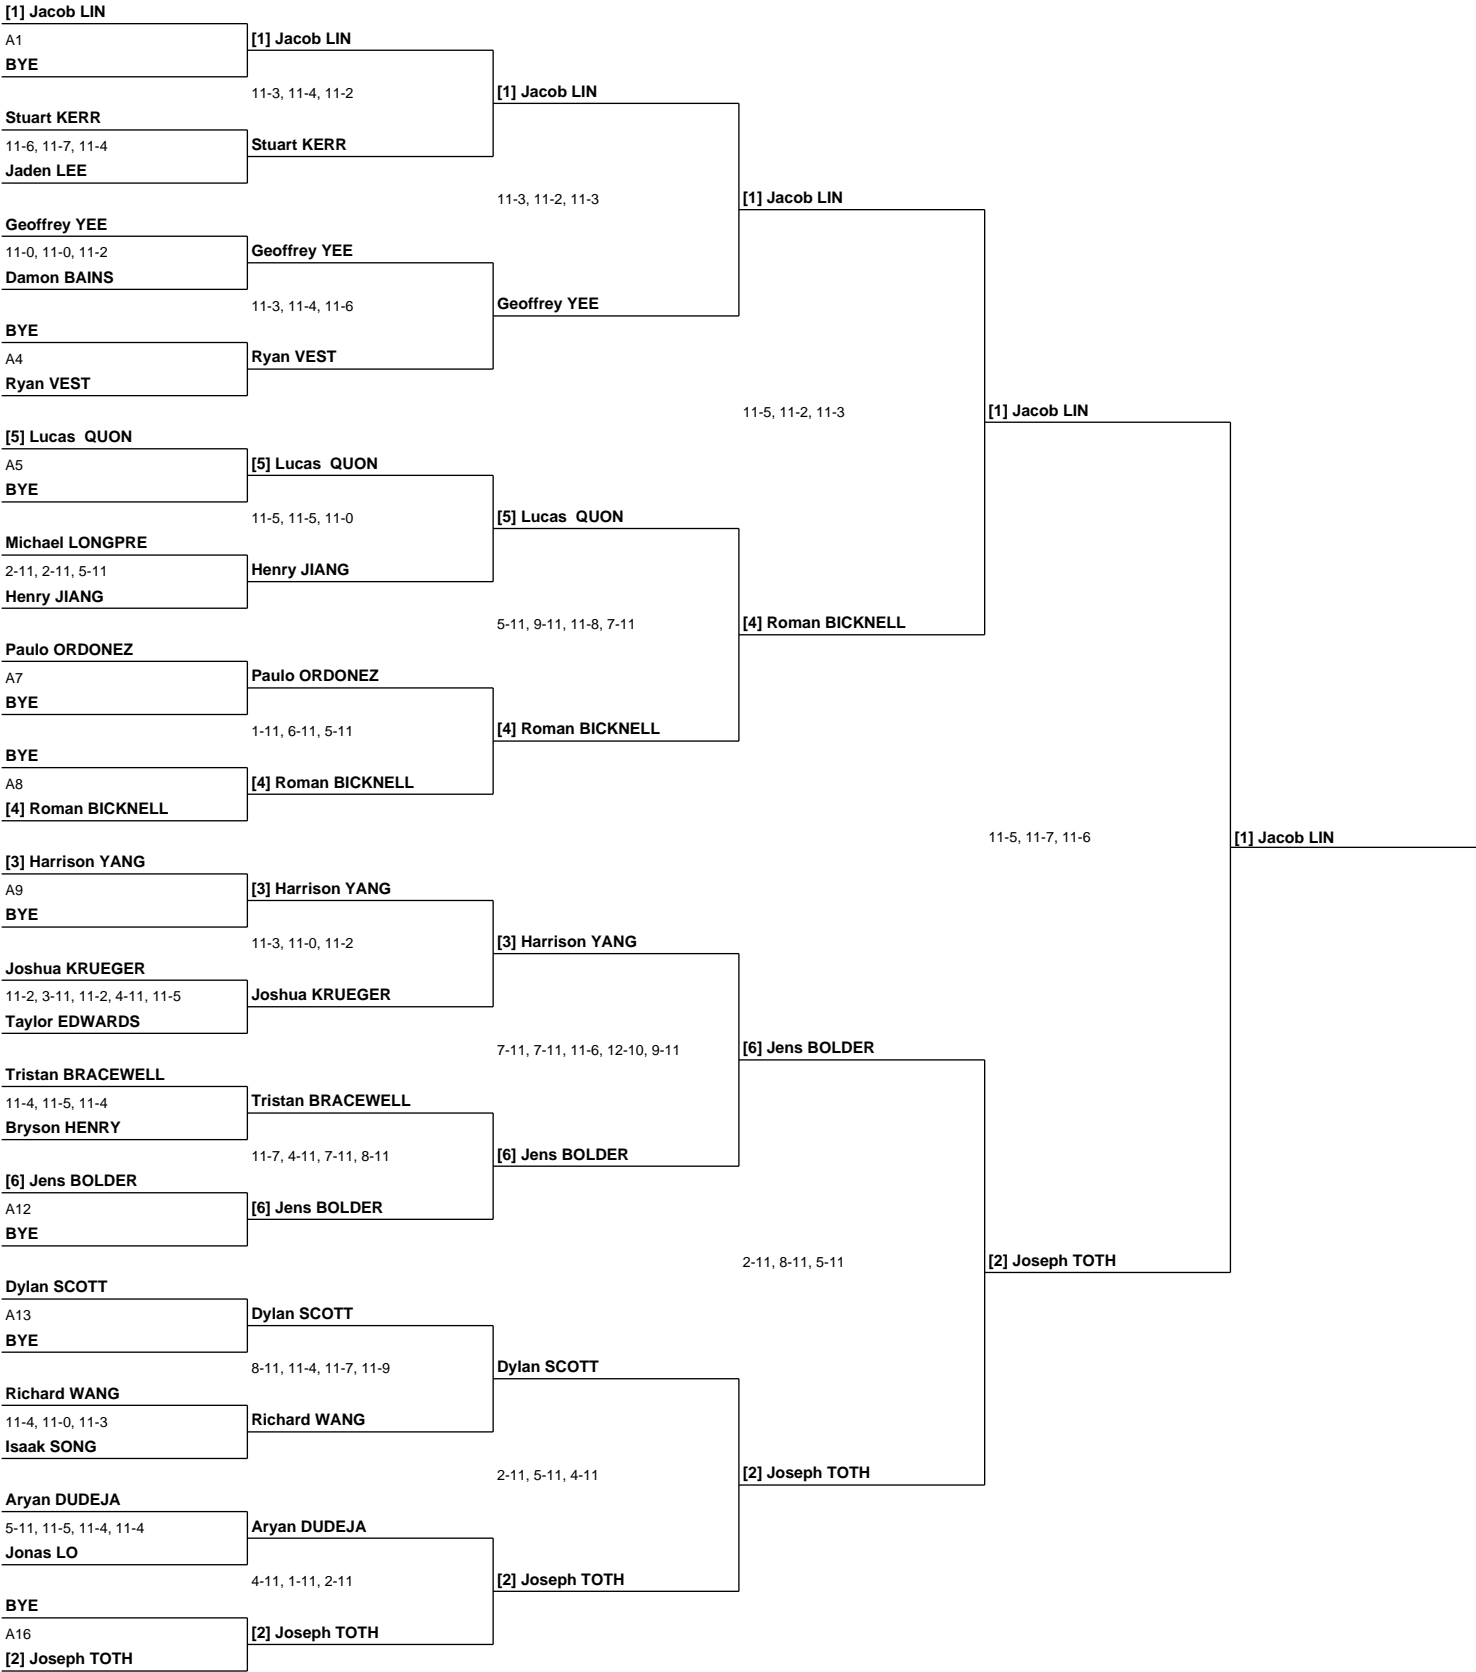 [1] Jacob LIN
A1
[1] Jacob LIN
BYE
11-3, 11-4, 11-2
[1] Jacob LIN
Stuart KERR
11-6, 11-7, 11-4
Stuart KERR
Jaden LEE
11-3, 11-2, 11-3
[1] Jacob LIN
Geoffrey YEE
11-0, 11-0, 11-2
Geoffrey YEE
Damon BAINS
11-3, 11-4, 11-6
Geoffrey YEE
BYE
A4
Ryan VEST
Ryan VEST
11-5, 11-2, 11-3
[1] Jacob LIN
[5] Lucas  QUON
A5
[5] Lucas  QUON
BYE
11-5, 11-5, 11-0
[5] Lucas  QUON
Michael LONGPRE
2-11, 2-11, 5-11
Henry JIANG
Henry JIANG
5-11, 9-11, 11-8, 7-11
[4] Roman BICKNELL
Paulo ORDONEZ
A7
Paulo ORDONEZ
BYE
1-11, 6-11, 5-11
[4] Roman BICKNELL
BYE
A8
[4] Roman BICKNELL
[4] Roman BICKNELL
11-5, 11-7, 11-6
[1] Jacob LIN
[3] Harrison YANG
A9
[3] Harrison YANG
BYE
11-3, 11-0, 11-2
[3] Harrison YANG
Joshua KRUEGER
11-2, 3-11, 11-2, 4-11, 11-5
Joshua KRUEGER
Taylor EDWARDS
7-11, 7-11, 11-6, 12-10, 9-11
[6] Jens BOLDER
Tristan BRACEWELL
11-4, 11-5, 11-4
Tristan BRACEWELL
Bryson HENRY
11-7, 4-11, 7-11, 8-11
[6] Jens BOLDER
[6] Jens BOLDER
A12
[6] Jens BOLDER
BYE
2-11, 8-11, 5-11
[2] Joseph TOTH
Dylan SCOTT
A13
Dylan SCOTT
BYE
8-11, 11-4, 11-7, 11-9
Dylan SCOTT
Richard WANG
11-4, 11-0, 11-3
Richard WANG
Isaak SONG
2-11, 5-11, 4-11
[2] Joseph TOTH
Aryan DUDEJA
5-11, 11-5, 11-4, 11-4
Aryan DUDEJA
Jonas LO
4-11, 1-11, 2-11
[2] Joseph TOTH
BYE
A16
[2] Joseph TOTH
[2] Joseph TOTH